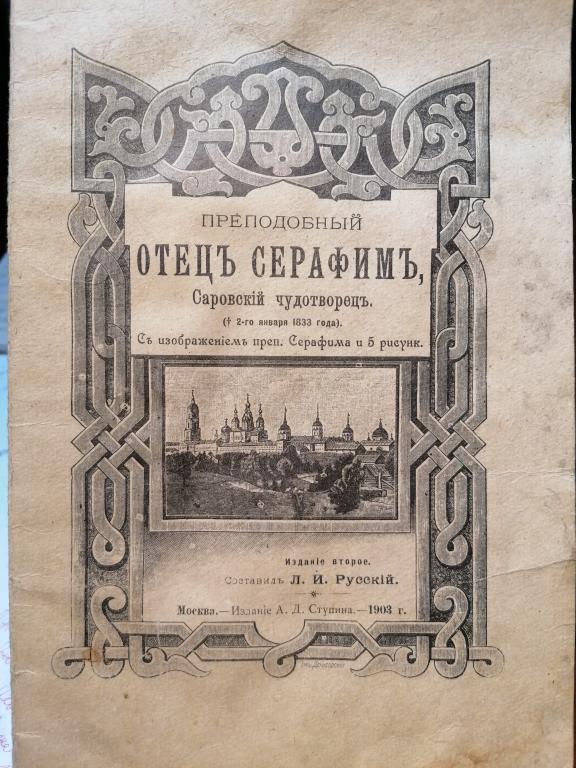 ПРЕПОДОБНЫЙ
ОТЕЦЪ СЕРАФИМЪ,
Саровскій чудотворецъ.
(† 2-го января 1833 года).
Съ изображеніемъ преп. Серафима и 5 рисунк.
Изданіе второе.
Составилъ Л. И. Русскій.
Москва.—Изданіе А. Д. Ступина.—1903 г.